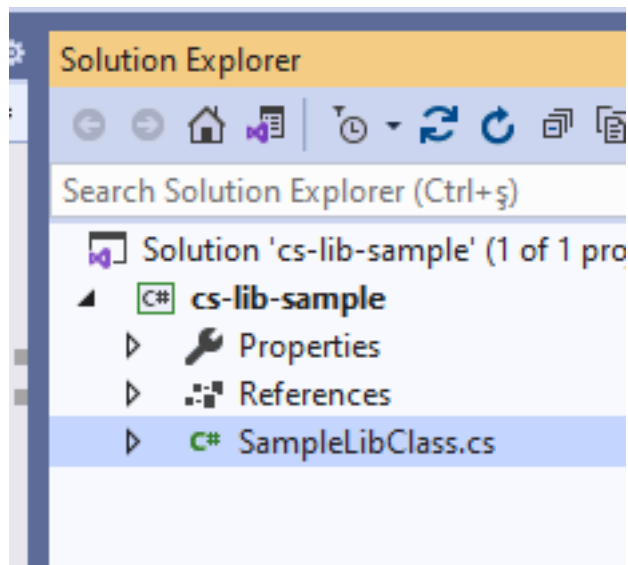 Solution Explorer
Search Solution Explorer (Ctrl+ş)
Solution 'cs-lib-sample' (1 of 1 pro
C# cs-lib-sample
Properties
References
C# SampleLibClass.cs